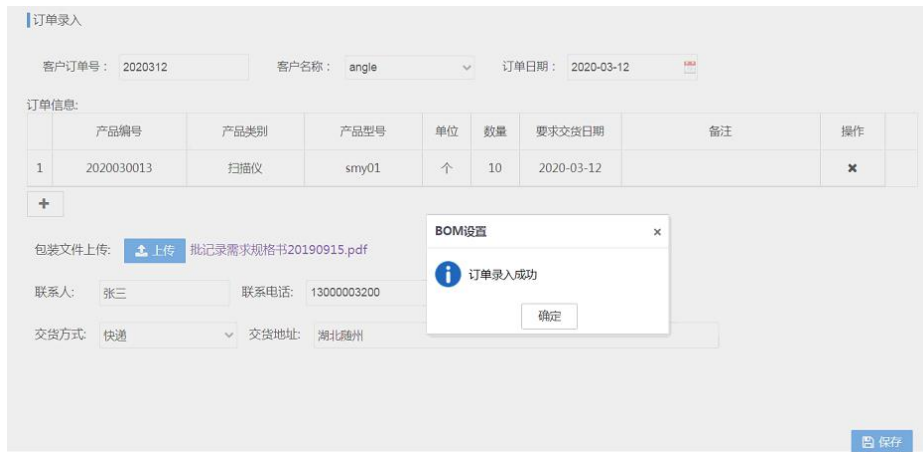 订单录入
客户订单号： 2020312 客户名称： angle 订单日期： 2020-03-12
订单信息:
产品编号 产品类别 产品型号 单位 数量 要求交货日期 备注 操作
1 2020030013 扫描仪 smy01 个 10 2020-03-12
包装文件上传: 上传 批记录需求规格书20190915.pdf
BOM设置
订单录入成功
确定
联系人: 张三 联系电话: 13000003200
交货方式: 快递 交货地址: 湖北随州
保存